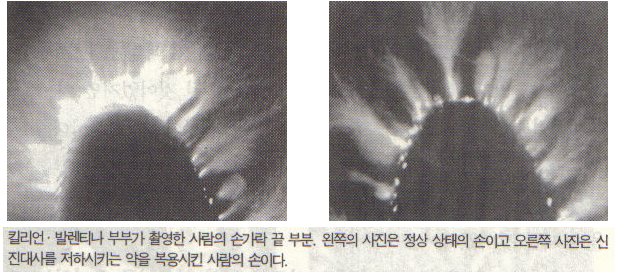 킬리언·발렌티나 부부가 촬영한 사람의 손가락 끝 부분. 왼쪽의 사진은 정상 상태의 손이고 오른쪽 사진은 신
진대사를 저하시키는 약을 복용시킨 사람의 손이다.